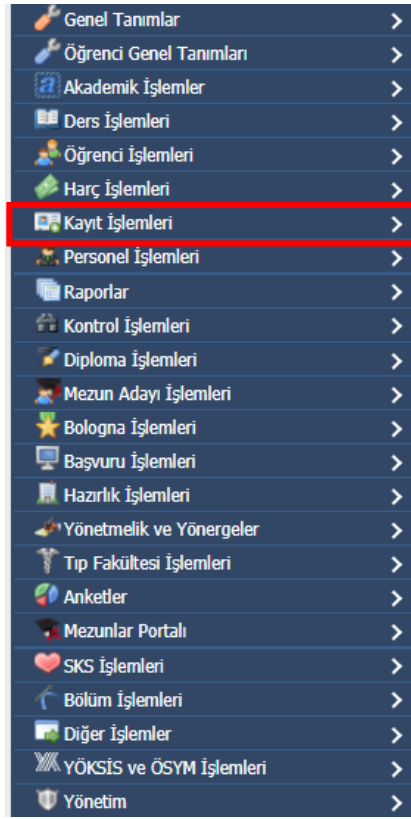 Genel Tanımlar
Öğrenci Genel Tanımları
Akademik İşlemler
Ders İşlemleri
Öğrenci İşlemleri
Harç İşlemleri
Kayıt İşlemleri
Personel İşlemleri
Raporlar
Kontrol İşlemleri
Diploma İşlemleri
Mezun Adayı İşlemleri
Bologna İşlemleri
Başvuru İşlemleri
Hazırlık İşlemleri
Yönetmelik ve Yönergeler
Tıp Fakültesi İşlemleri
Anketler
Mezunlar Portalı
SKS İşlemleri
Bölüm İşlemleri
Diğer İşlemler
YÖKSİS ve ÖSYM İşlemleri
Yönetim